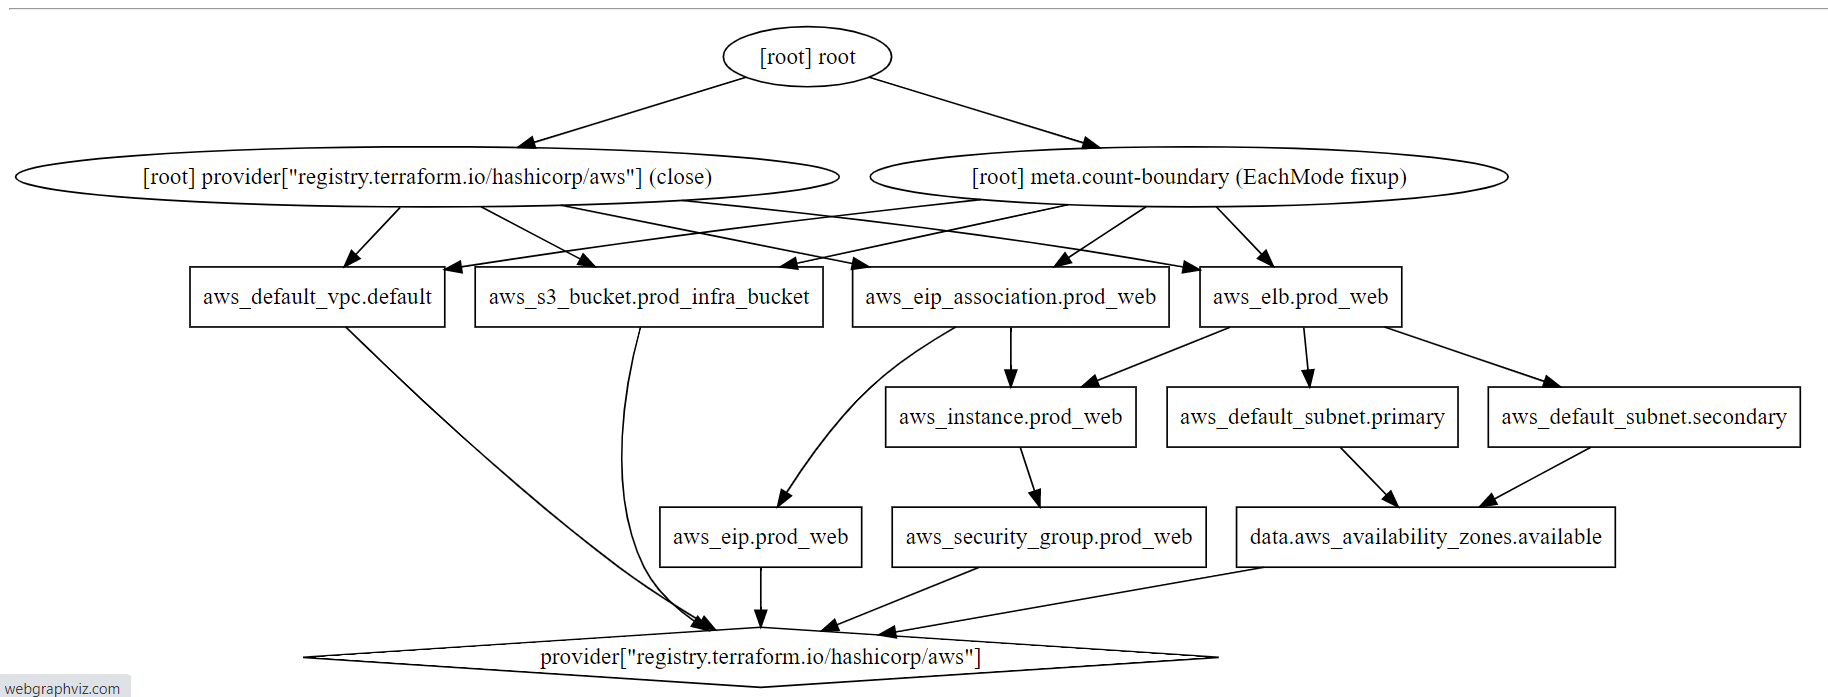 [root] root
[root] provider["registry.terraform.io/hashicorp/aws"] (close)
[root] meta.count-boundary (EachMode fixup)
aws_default_vpc.default
aws_s3_bucket.prod_infra_bucket
aws_eip_association.prod_web
aws_elb.prod_web
aws_instance.prod_web
aws_default_subnet.primary
aws_default_subnet.secondary
aws_eip.prod_web
aws_security_group.prod_web
data.aws_availability_zones.available
provider["registry.terraform.io/hashicorp/aws"]
webgraphviz.com